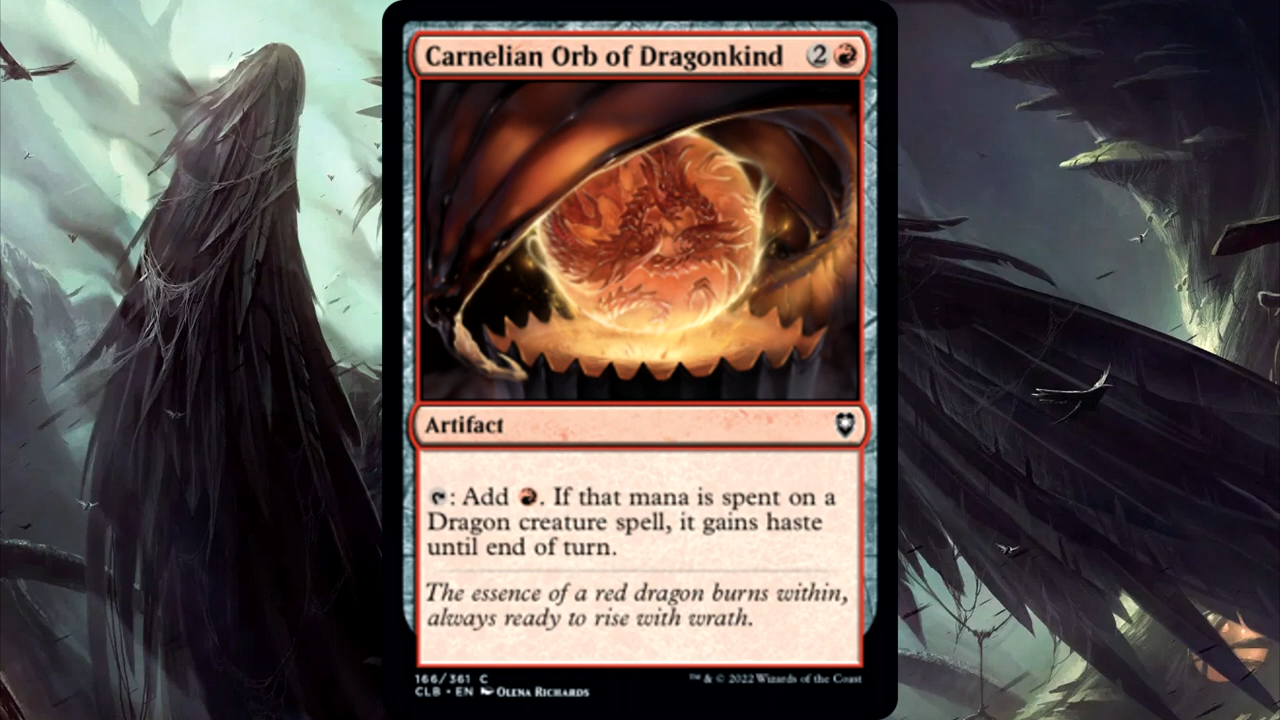 Carnelian Orb of Dragonkind 2
Artifact
: Add . If that mana is spent on a
Dragon creature spell, it gains haste
until end of turn.
The essence of a red dragon burns within,
always ready to rise with wrath.
166/361 C
CLB • EN Olena Richards
™ & © 2022 Wizards of the Coast